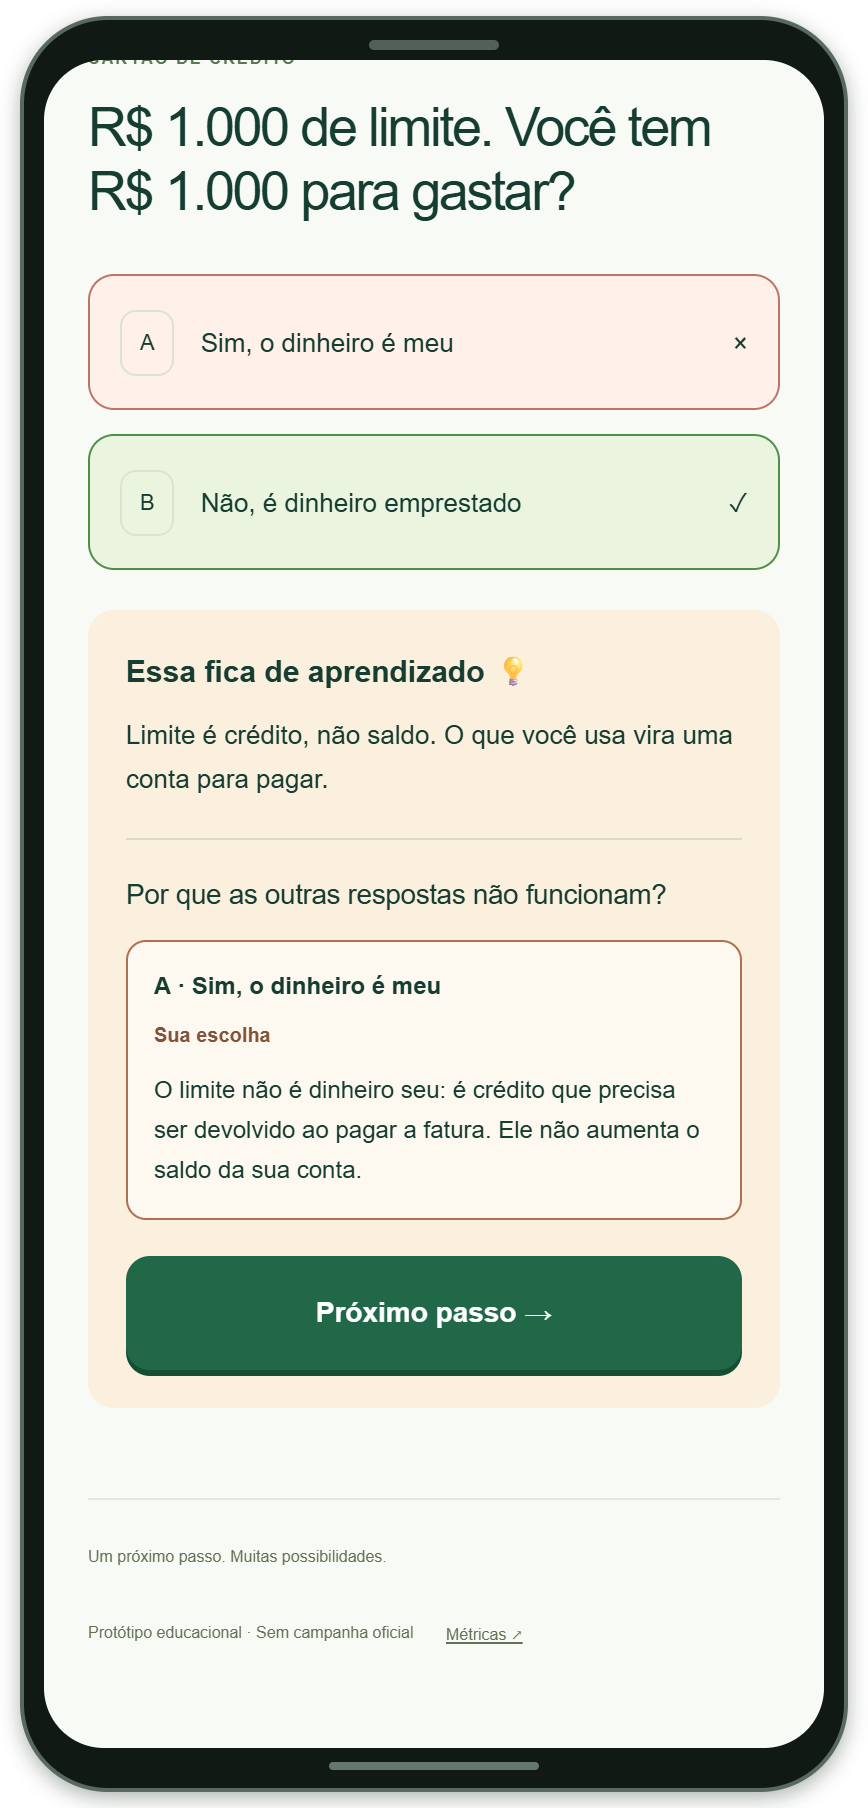 R$ 1.000 de limite. Você tem
R$ 1.000 para gastar?
A Sim, o dinheiro é meu ×
B Não, é dinheiro emprestado ✓
Essa fica de aprendizado 💡
Limite é crédito, não saldo. O que você usa vira uma
conta para pagar.
Por que as outras respostas não funcionam?
A · Sim, o dinheiro é meu
Sua escolha
O limite não é dinheiro seu: é crédito que precisa
ser devolvido ao pagar a fatura. Ele não aumenta o
saldo da sua conta.
Próximo passo →
Um próximo passo. Muitas possibilidades.
Protótipo educacional · Sem campanha oficial Métricas ↗